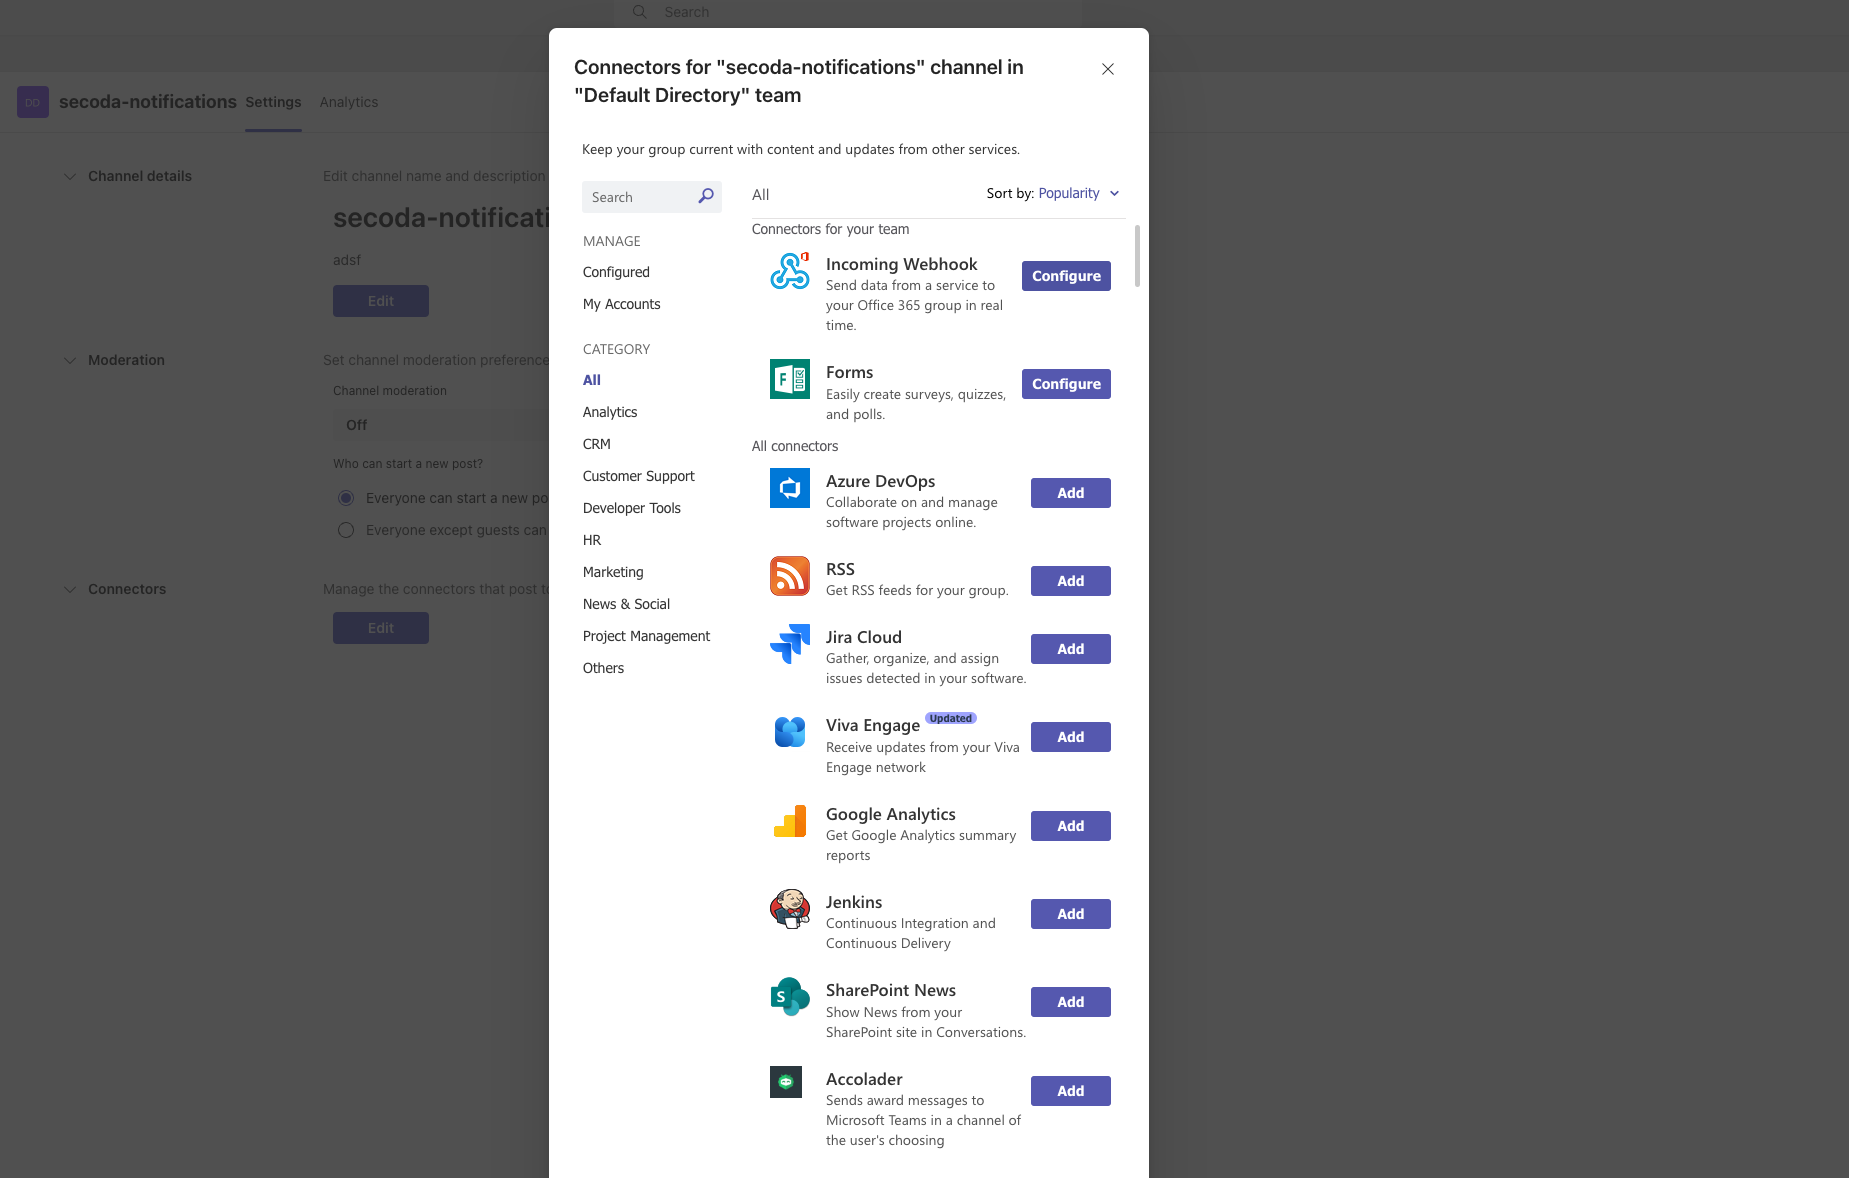 Search
DD
secoda-notifications
Settings
Analytics
Channel details
Edit channel name and description
secoda-notificati
adsf
Edit
Moderation
Set channel moderation preference
Channel moderation
Off
Who can start a new post?
Everyone can start a new po
Everyone except guests can
Connectors
Manage the connectors that post t
Edit
Connectors for "secoda-notifications" channel in
"Default Directory" team
Keep your group current with content and updates from other services.
Search
MANAGE
Configured
My Accounts
CATEGORY
All
Analytics
CRM
Customer Support
Developer Tools
HR
Marketing
News & Social
Project Management
Others
All
Sort by: Popularity
Connectors for your team
Incoming Webhook
Send data from a service to
your Office 365 group in real
time.
Configure
F
Forms
Easily create surveys, quizzes,
and polls.
Configure
All connectors
Azure DevOps
Collaborate on and manage
software projects online.
Add
RSS
Get RSS feeds for your group.
Add
Jira Cloud
Gather, organize, and assign
issues detected in your software.
Add
Viva Engage
Updated
Receive updates from your Viva
Engage network
Add
Google Analytics
Get Google Analytics summary
reports
Add
Jenkins
Continuous Integration and
Continuous Delivery
Add
S
SharePoint News
Show News from your
SharePoint site in Conversations.
Add
Accolader
Sends award messages to
Microsoft Teams in a channel of
the user's choosing
Add